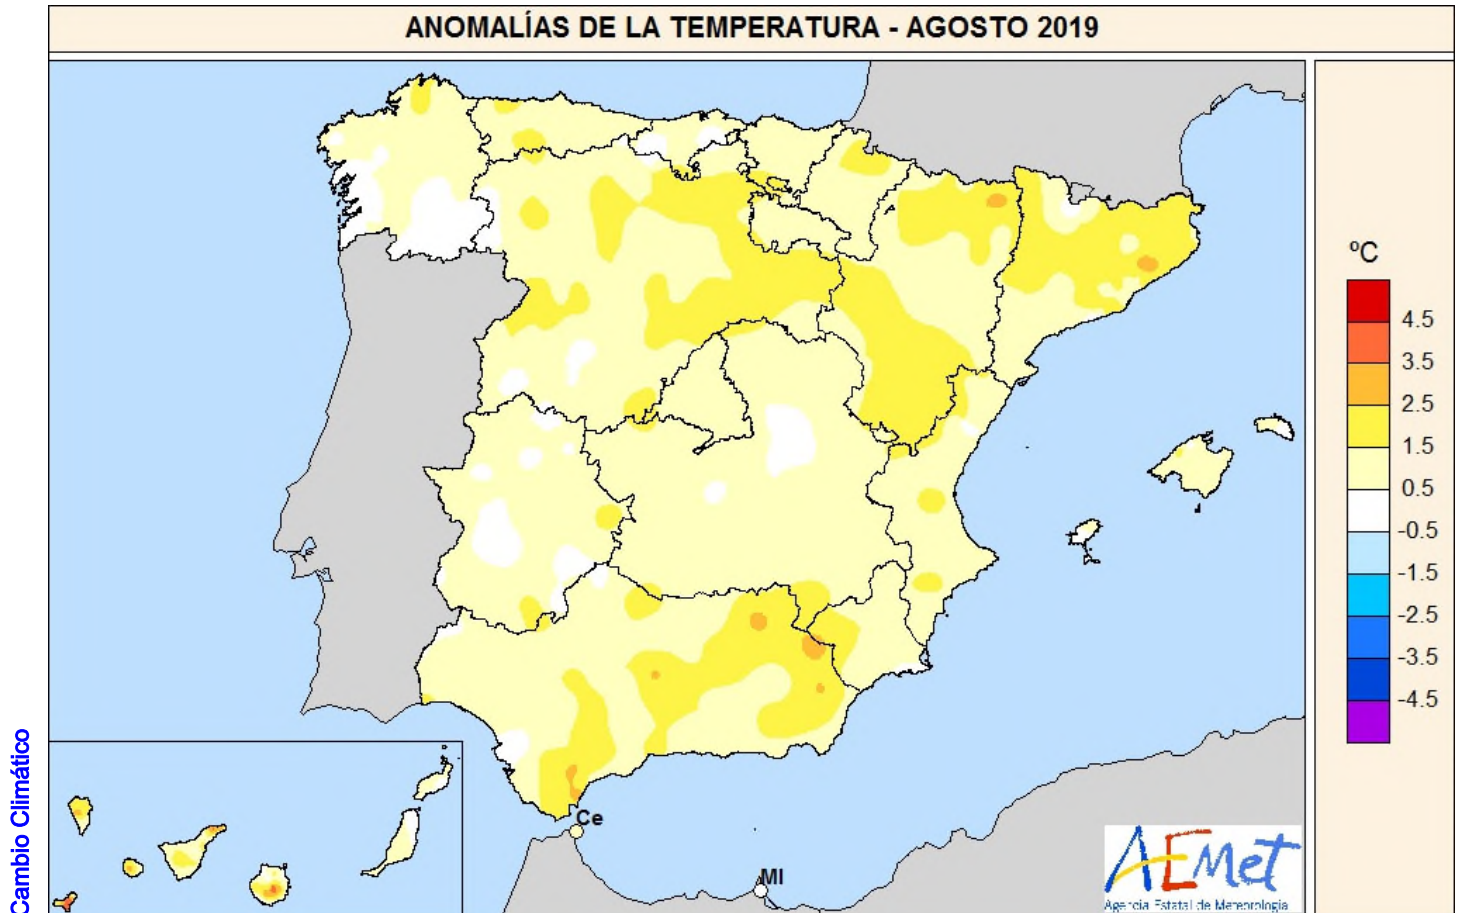 ANOMALÍAS DE LA TEMPERATURA - AGOSTO 2019
ºC
4.5
3.5
2.5
1.5
0.5
-0.5
-1.5
-2.5
-3.5
-4.5
Cambio Climático
Ce
Ml
AEMet
Agencia Estatal de Meteorología